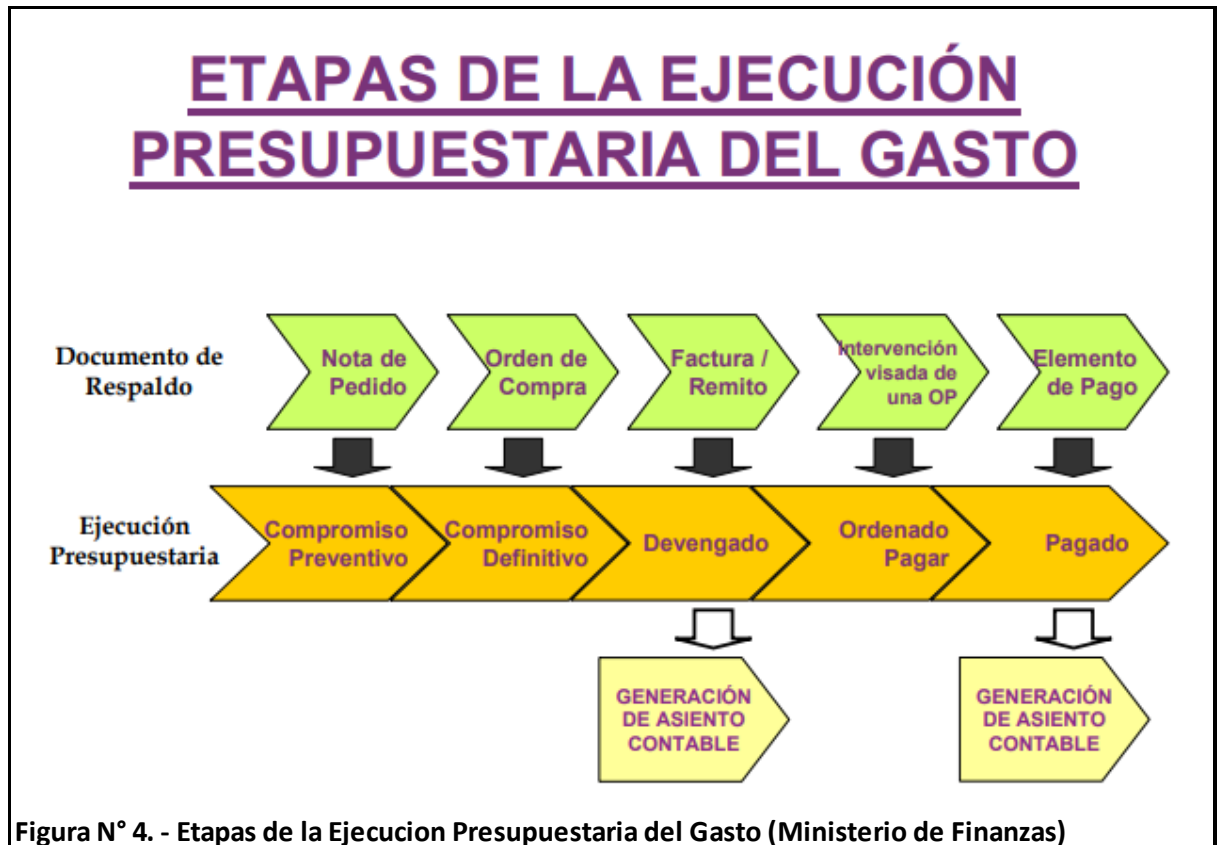 ETAPAS DE LA EJECUCIÓN
PRESUPUESTARIA DEL GASTO
Documento de
Respaldo
Nota de
Pedido
Orden de
Compra
Factura /
Remito
Intervención
visada de
una OP
Elemento
de Pago
Ejecución
Presupuestaria
Compromiso
Preventivo
Compromiso
Definitivo
Devengado
Ordenado
Pagar
Pagado
GENERACIÓN
DE ASIENTO
CONTABLE
GENERACIÓN
DE ASIENTO
CONTABLE
Figura N° 4. - Etapas de la Ejecucion Presupuestaria del Gasto (Ministerio de Finanzas)